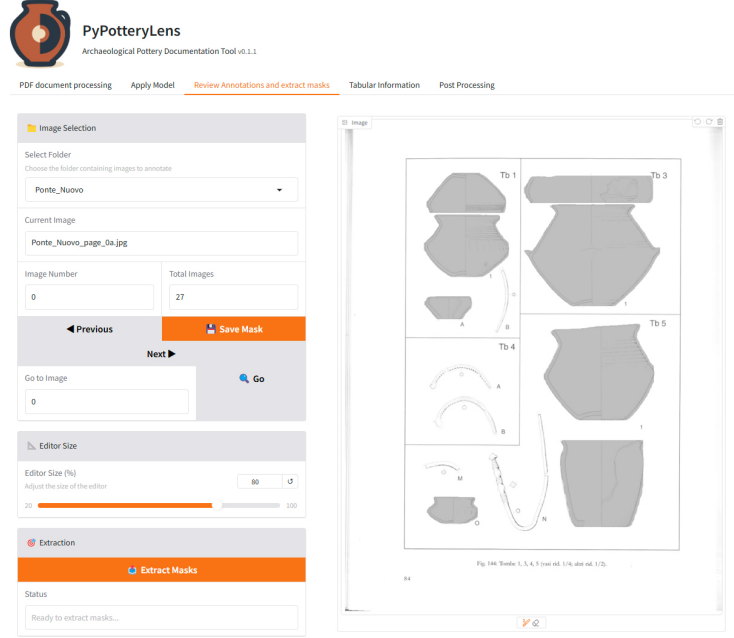 PyPotteryLens
Archaeological Pottery Documentation Tool v0.1.1
PDF document processing
Apply Model
Review Annotations and extract masks
Tabular Information
Post Processing
Image Selection
Select Folder
Choose the folder containing images to annotate
Ponte_Nuovo
Current Image
Ponte_Nuovo_page_0a.jpg
Image Number
Total Images
0
27
Previous
Save Mask
Next
Go to Image
Go
0
Editor Size
Editor Size (%)
Adjust the size of the editor
80
20
100
Extraction
Extract Masks
Status
Ready to extract masks...
Image
Tb 1
Tb 3
1
A
B
1
Tb 4
Tb 5
A
B
1
M
O
N
Fig. 144: Tombe 1, 3, 4, 5 (vasi rid. 1/4; altri rid. 1/2).
84